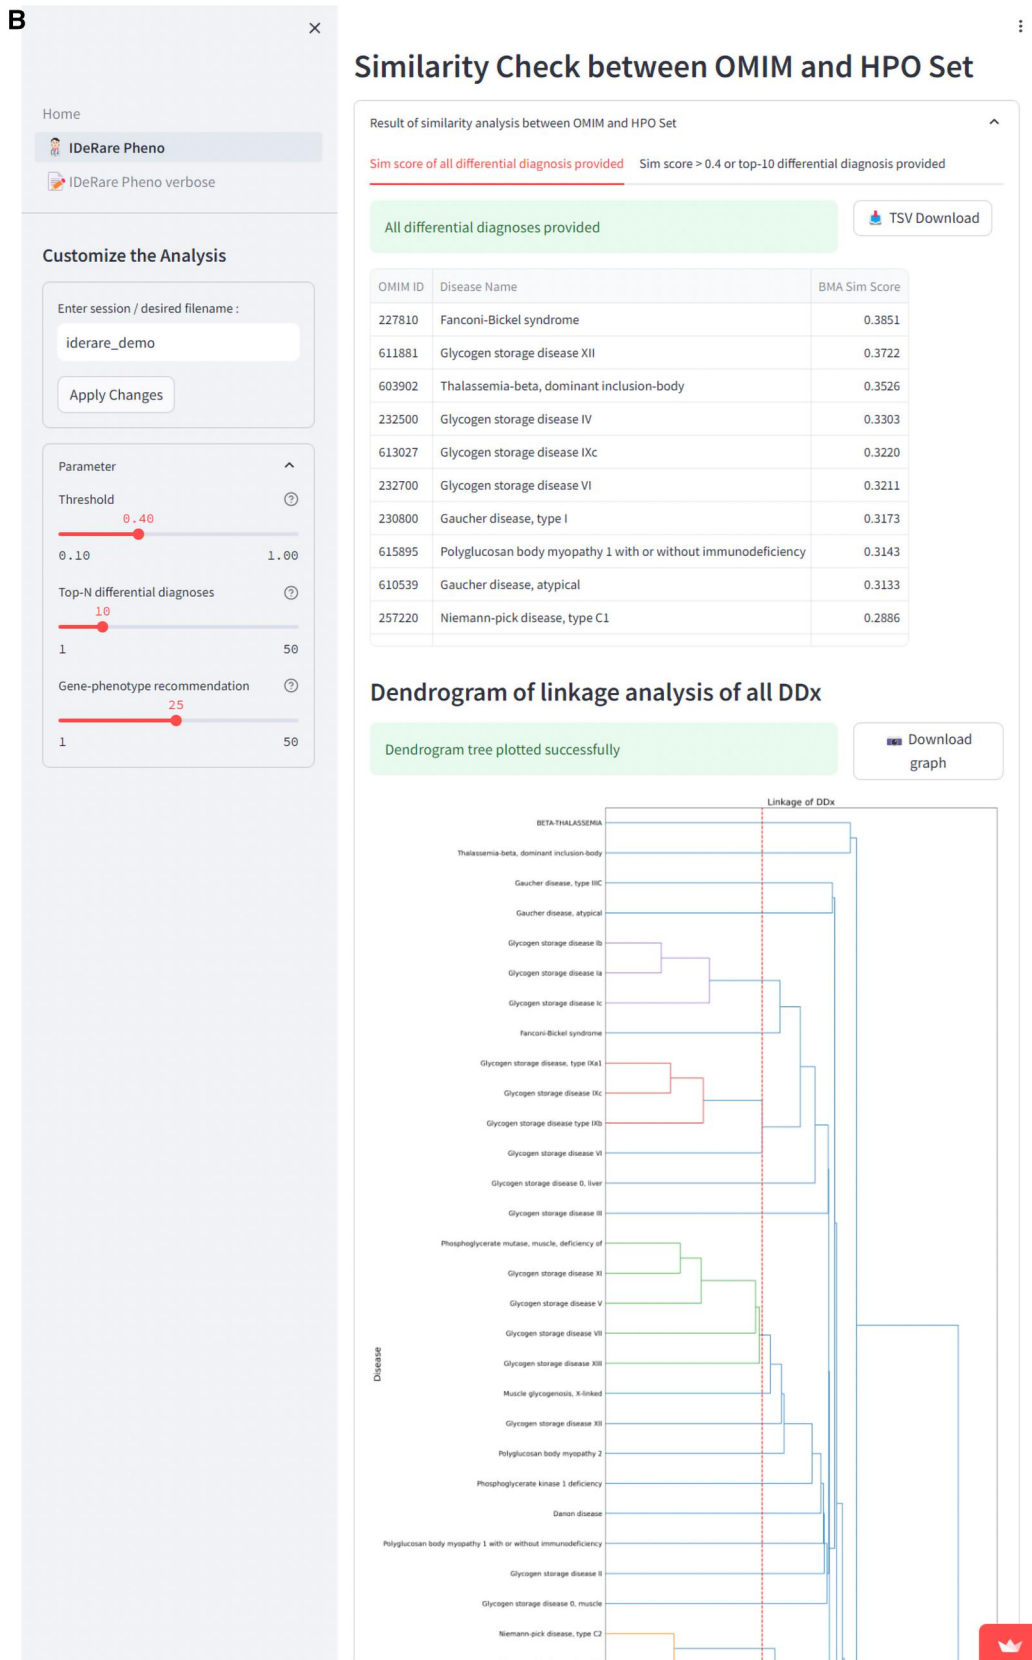 B
Home
IDeRare Pheno
IDeRare Pheno verbose
Customize the Analysis
Enter session / desired filename :
iderare_demo
Apply Changes
Parameter
Threshold
0.40
0.10 1.00
Top-N differential diagnoses
10
1 50
Gene-phenotype recommendation
25
1 50
Similarity Check between OMIM and HPO Set
Result of similarity analysis between OMIM and HPO Set
Sim score of all differential diagnosis provided Sim score > 0.4 or top-10 differential diagnosis provided
All differential diagnoses provided
TSV Download
OMIM ID Disease Name BMA Sim Score
227810 Fanconi-Bickel syndrome 0.3851
611881 Glycogen storage disease XII 0.3722
603902 Thalassemia-beta, dominant inclusion-body 0.3526
232500 Glycogen storage disease IV 0.3303
613027 Glycogen storage disease IXc 0.3220
232700 Glycogen storage disease VI 0.3211
230800 Gaucher disease, type I 0.3173
615895 Polyglucosan body myopathy 1 with or without immunodeficiency 0.3143
610539 Gaucher disease, atypical 0.3133
257220 Niemann-pick disease, type C1 0.2886
Dendrogram of linkage analysis of all DDx
Dendrogram tree plotted successfully
Download
graph
Linkage of DDx
BETA-THALASSEMIA
Thalassemia-beta, dominant inclusion-body
Gaucher disease, type IIIC
Gaucher disease, atypical
Glycogen storage disease Ib
Glycogen storage disease Ia
Glycogen storage disease Ic
Fanconi-Bickel syndrome
Glycogen storage disease, type IXa1
Glycogen storage disease IXc
Glycogen storage disease type IXb
Glycogen storage disease VI
Glycogen storage disease 0, liver
Glycogen storage disease III
Phosphoglycerate mutase, muscle, deficiency of
Glycogen storage disease XI
Glycogen storage disease V
Glycogen storage disease VII
Glycogen storage disease XIII
Disease
Muscle glycogenosis, X-linked
Glycogen storage disease XII
Polyglucosan body myopathy 2
Phosphoglycerate kinase 1 deficiency
Danon disease
Polyglucosan body myopathy 1 with or without immunodeficiency
Glycogen storage disease II
Glycogen storage disease 0, muscle
Niemann-pick disease, type C2